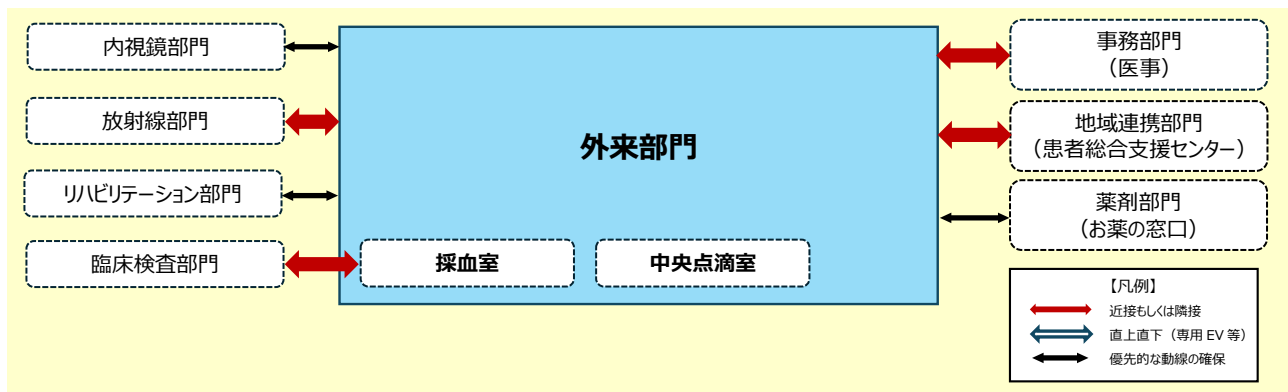 内視鏡部門
放射線部門
リハビリテーション部門
臨床検査部門
外来部門
採血室
中央点滴室
事務部門
（医事）
地域連携部門
（患者総合支援センター）
薬剤部門
（お薬の窓口）
【凡例】
近接もしくは隣接
直上直下（専用 EV 等）
優先的な動線の確保